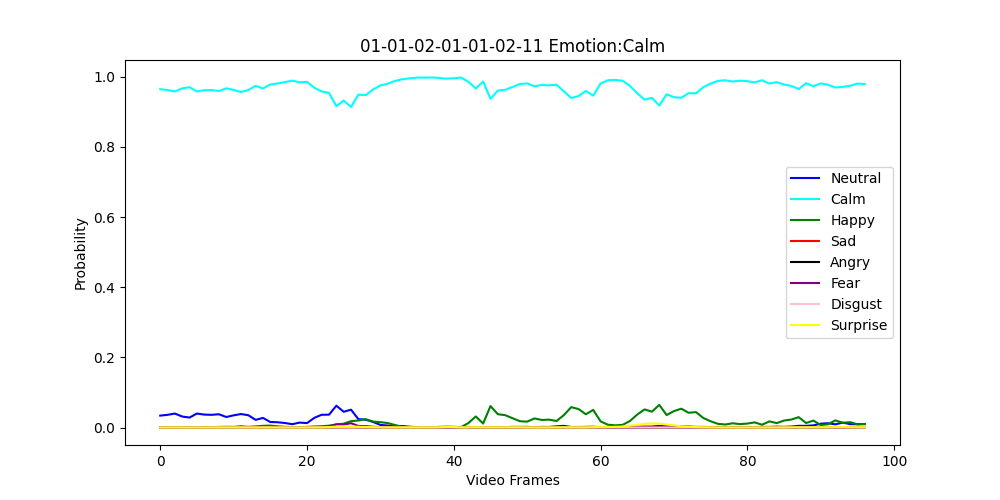 01-01-02-01-01-02-11 Emotion:Calm
1.0
0.8
0.6
0.4
0.2
0.0
Probability
Neutral
Calm
Happy
Sad
Angry
Fear
Disgust
Surprise
0 20 40 60 80 100
Video Frames